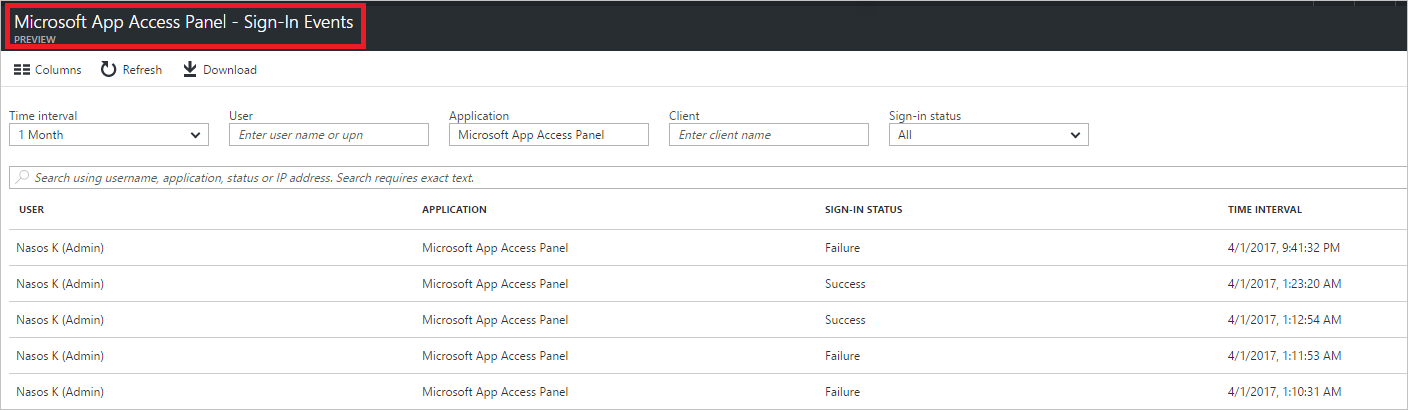 Microsoft App Access Panel - Sign-In Events
PREVIEW
Columns Refresh Download
Time interval User Application Client Sign-in status
1 Month Enter user name or upn Microsoft App Access Panel Enter client name All
Search using username, application, status or IP address. Search requires exact text.
USER APPLICATION SIGN-IN STATUS TIME INTERVAL
Nasos K (Admin) Microsoft App Access Panel Failure 4/1/2017, 9:41:32 PM
Nasos K (Admin) Microsoft App Access Panel Success 4/1/2017, 1:23:20 AM
Nasos K (Admin) Microsoft App Access Panel Success 4/1/2017, 1:12:54 AM
Nasos K (Admin) Microsoft App Access Panel Failure 4/1/2017, 1:11:53 AM
Nasos K (Admin) Microsoft App Access Panel Failure 4/1/2017, 1:10:31 AM